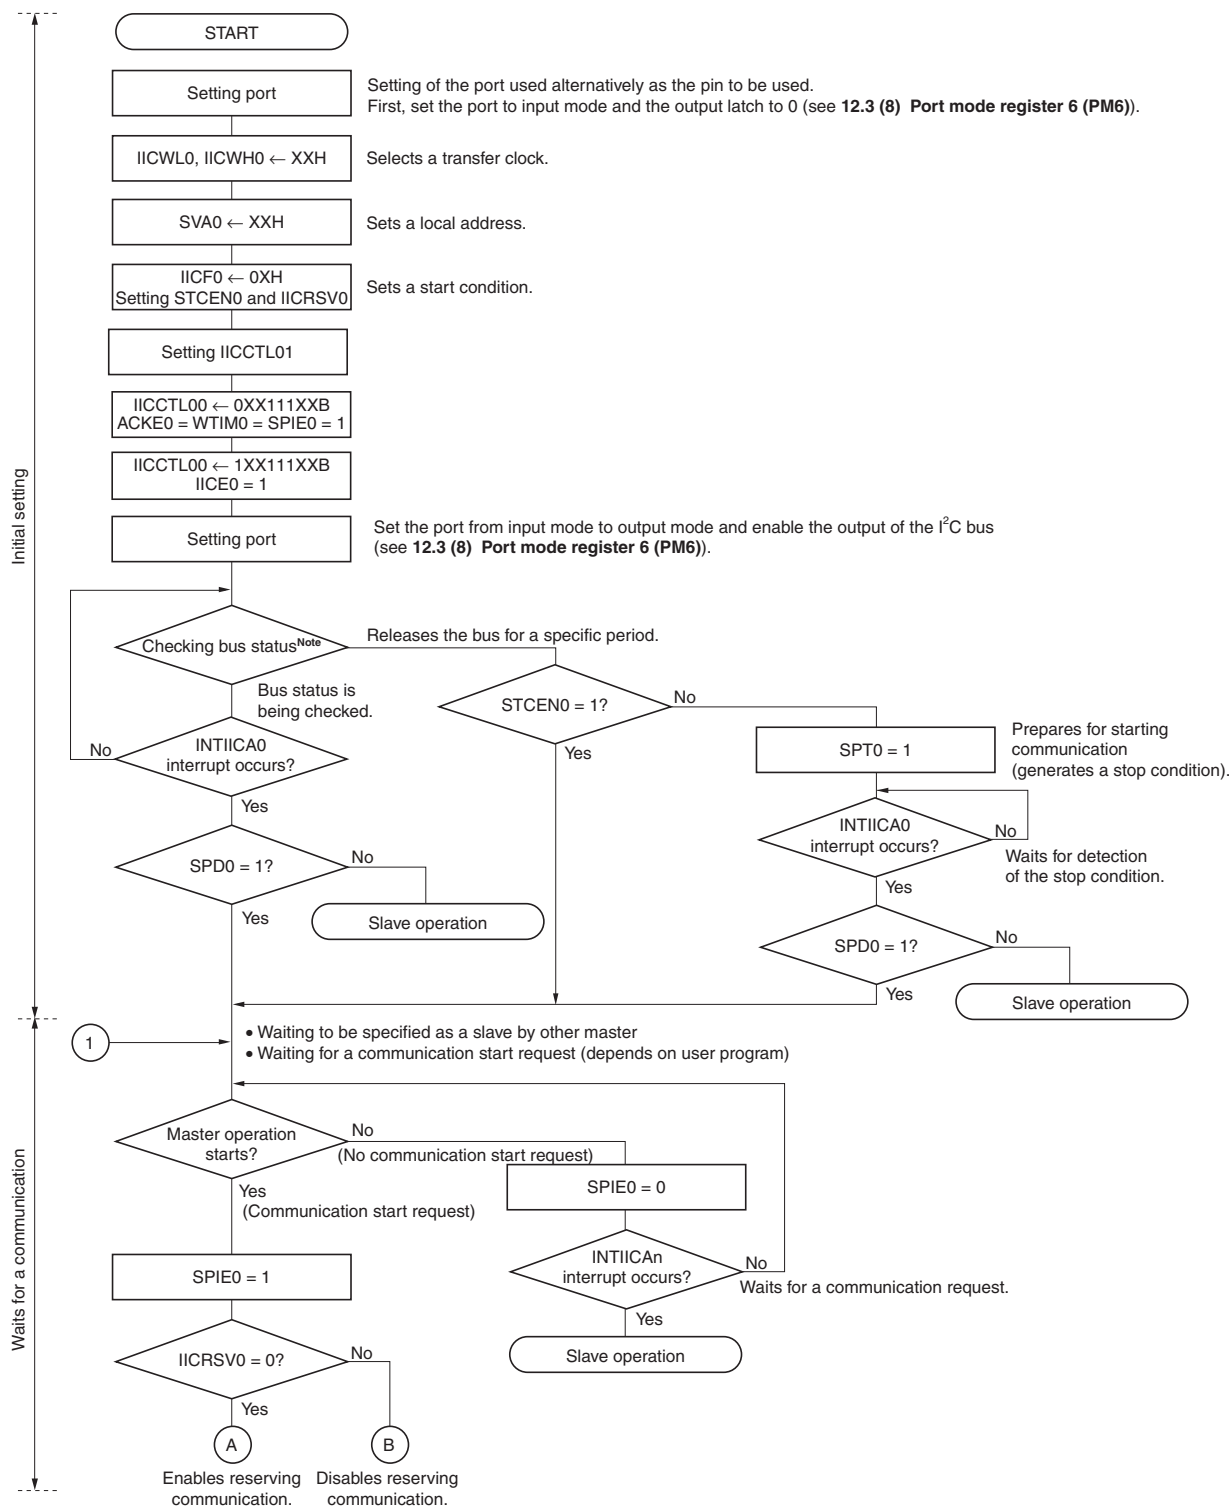 START
Setting port
Setting of the port used alternatively as the pin to be used.
First, set the port to input mode and the output latch to 0 (see 12.3 (8) Port mode register 6 (PM6)).
IICWL0, IICWH0 ← XXH
Selects a transfer clock.
SVA0 ← XXH
Sets a local address.
IICF0 ← 0XH
Setting STCEN0 and IICRSV0
Sets a start condition.
Setting IICCTL01
IICCTL00 ← 0XX111XXB
ACKE0 = WTIM0 = SPIE0 = 1
IICCTL00 ← 1XX111XXB
IICE0 = 1
Initial setting
Setting port
Set the port from input mode to output mode and enable the output of the I²C bus
(see 12.3 (8) Port mode register 6 (PM6)).
Checking bus statusNote
Releases the bus for a specific period.
Bus status is
being checked.
STCEN0 = 1?
No
Yes
SPT0 = 1
Prepares for starting
communication
(generates a stop condition).
INTIICA0
interrupt occurs?
No
Yes
INTIICA0
interrupt occurs?
No
Waits for detection
of the stop condition.
Yes
SPD0 = 1?
No
Yes
Slave operation
SPD0 = 1?
No
Yes
Slave operation
1
• Waiting to be specified as a slave by other master
• Waiting for a communication start request (depends on user program)
Waits for a communication
Master operation
starts?
No
(No communication start request)
Yes
(Communication start request)
SPIE0 = 0
SPIE0 = 1
INTIICAn
interrupt occurs?
No
Waits for a communication request.
Yes
Slave operation
IICRSV0 = 0?
No
Yes
A
B
Enables reserving
communication.
Disables reserving
communication.